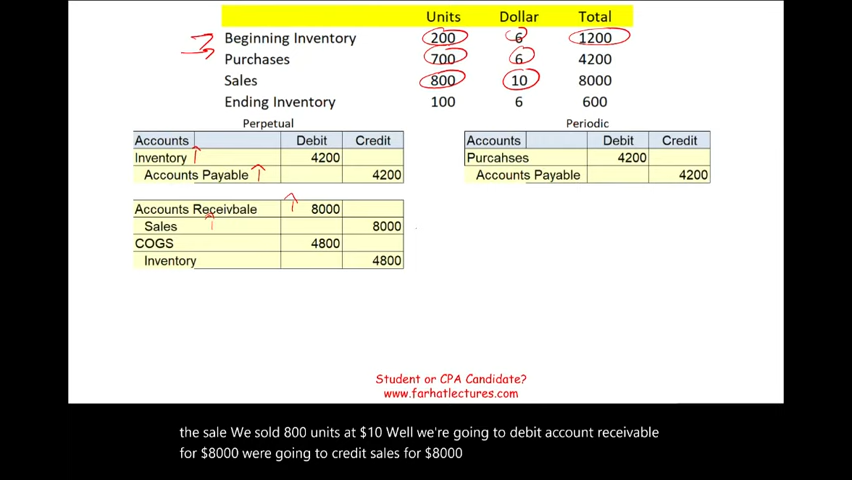 Units Dollar Total
Beginning Inventory 200 6 1200
Purchases 700 6 4200
Sales 800 10 8000
Ending Inventory 100 6 600
Perpetual Periodic
Accounts Debit Credit Accounts Debit Credit
Inventory 4200 Purcahses 4200
Accounts Payable 4200 Accounts Payable 4200
Accounts Receivbale 8000
Sales 8000
COGS 4800
Inventory 4800
Student or CPA Candidate?
www.farhatlectures.com
the sale We sold 800 units at $10 Well we're going to debit account receivable
for $8000 were going to credit sales for $8000